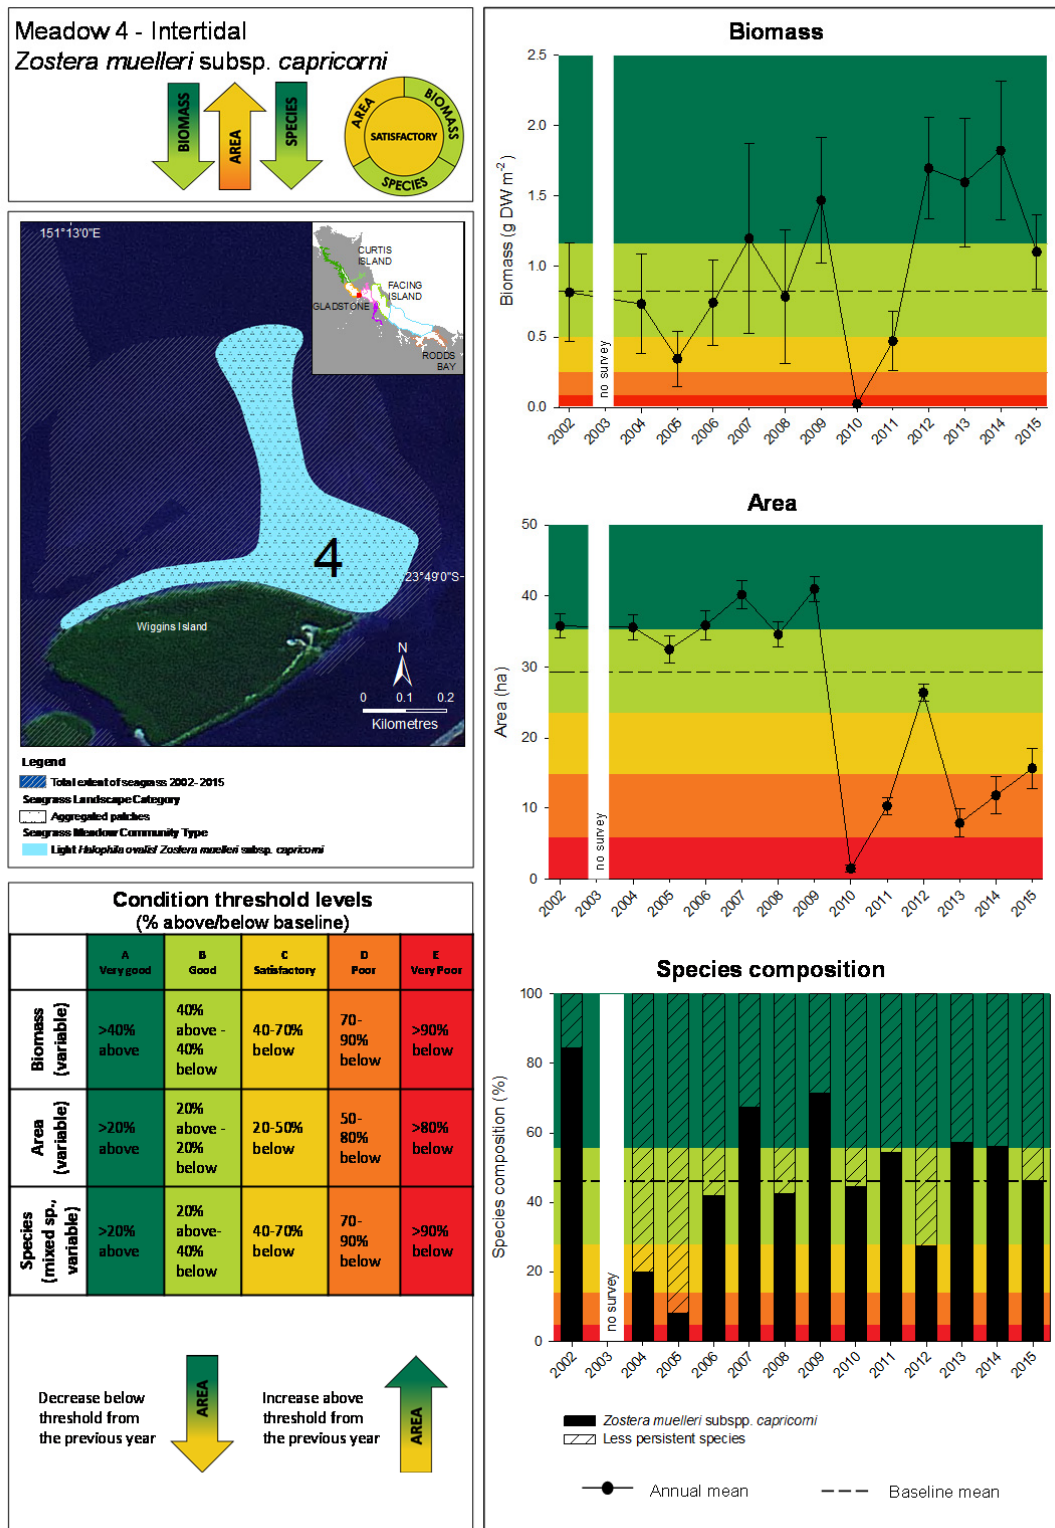 Meadow 4 - Intertidal
Zostera muelleri subsp. capricorni
BIOMASS
AREA
SPECIES
AREA
BIOMASS
SATISFACTORY
SPECIES
151°13'0"E
CURTIS
ISLAND
FACING
ISLAND
GLADSTONE
RODDS
BAY
4
23°49'0"S
Wiggins Island
N
0 0.1 0.2
Kilometres
Legend
Total extent of seagrass 2002-2015
Seagrass Landscape Category
Aggregated patches
Seagrass Meadow Community Type
Light Halophila ovalis/ Zostera muelleri subsp. capricorni
Condition threshold levels
(% above/below baseline)
A
Very good
B
Good
C
Satisfactory
D
Poor
E
Very Poor
Biomass
(variable)
>40%
above
40%
above -
40%
below
40-70%
below
70-
90%
below
>90%
below
Area
(variable)
>20%
above
20%
above -
20%
below
20-50%
below
50-
80%
below
>80%
below
Species
(mixed sp.,
variable)
>20%
above
20%
above-
40%
below
40-70%
below
70-
90%
below
>90%
below
Decrease below
threshold from
the previous year
AREA
Increase above
threshold from
the previous year
AREA
Biomass
Biomass (g DW m-2)
2.5
2.0
1.5
1.0
0.5
0.0
no survey
2002 2003 2004 2005 2006 2007 2008 2009 2010 2011 2012 2013 2014 2015
Area
Area (ha)
50
40
30
20
10
0
no survey
2002 2003 2004 2005 2006 2007 2008 2009 2010 2011 2012 2013 2014 2015
Species composition
Species composition (%)
100
80
60
40
20
0
no survey
2002 2003 2004 2005 2006 2007 2008 2009 2010 2011 2012 2013 2014 2015
Zostera muelleri subspp. capricorni
Less persistent species
Annual mean
Baseline mean